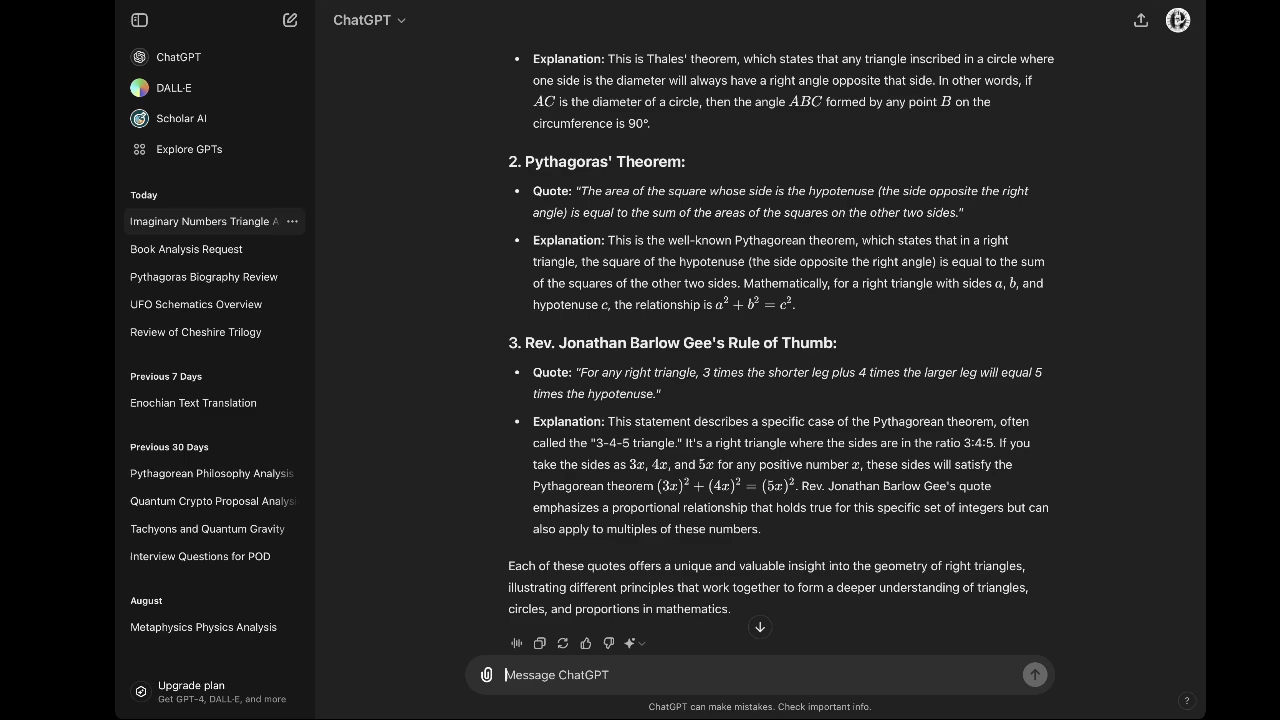 ChatGPT
ChatGPT
DALL·E
Scholar AI
Explore GPTs
Today
Imaginary Numbers Triangle A
Book Analysis Request
Pythagoras Biography Review
UFO Schematics Overview
Review of Cheshire Trilogy
Previous 7 Days
Enochian Text Translation
Previous 30 Days
Pythagorean Philosophy Analysis
Quantum Crypto Proposal Analysi
Tachyons and Quantum Gravity
Interview Questions for POD
August
Metaphysics Physics Analysis
Upgrade plan
Get GPT-4, DALL·E, and more
• Explanation: This is Thales' theorem, which states that any triangle inscribed in a circle where
one side is the diameter will always have a right angle opposite that side. In other words, if
AC is the diameter of a circle, then the angle ABC formed by any point B on the
circumference is 90°.
2. Pythagoras' Theorem:
• Quote: "The area of the square whose side is the hypotenuse (the side opposite the right
angle) is equal to the sum of the areas of the squares on the other two sides."
• Explanation: This is the well-known Pythagorean theorem, which states that in a right
triangle, the square of the hypotenuse (the side opposite the right angle) is equal to the sum
of the squares of the other two sides. Mathematically, for a right triangle with sides a, b, and
hypotenuse c, the relationship is a² + b² = c².
3. Rev. Jonathan Barlow Gee's Rule of Thumb:
• Quote: "For any right triangle, 3 times the shorter leg plus 4 times the larger leg will equal 5
times the hypotenuse."
• Explanation: This statement describes a specific case of the Pythagorean theorem, often
called the "3-4-5 triangle." It's a right triangle where the sides are in the ratio 3:4:5. If you
take the sides as 3x, 4x, and 5x for any positive number x, these sides will satisfy the
Pythagorean theorem (3x)² + (4x)² = (5x)². Rev. Jonathan Barlow Gee's quote
emphasizes a proportional relationship that holds true for this specific set of integers but can
also apply to multiples of these numbers.
Each of these quotes offers a unique and valuable insight into the geometry of right triangles,
illustrating different principles that work together to form a deeper understanding of triangles,
circles, and proportions in mathematics.
Message ChatGPT
ChatGPT can make mistakes. Check important info.
?